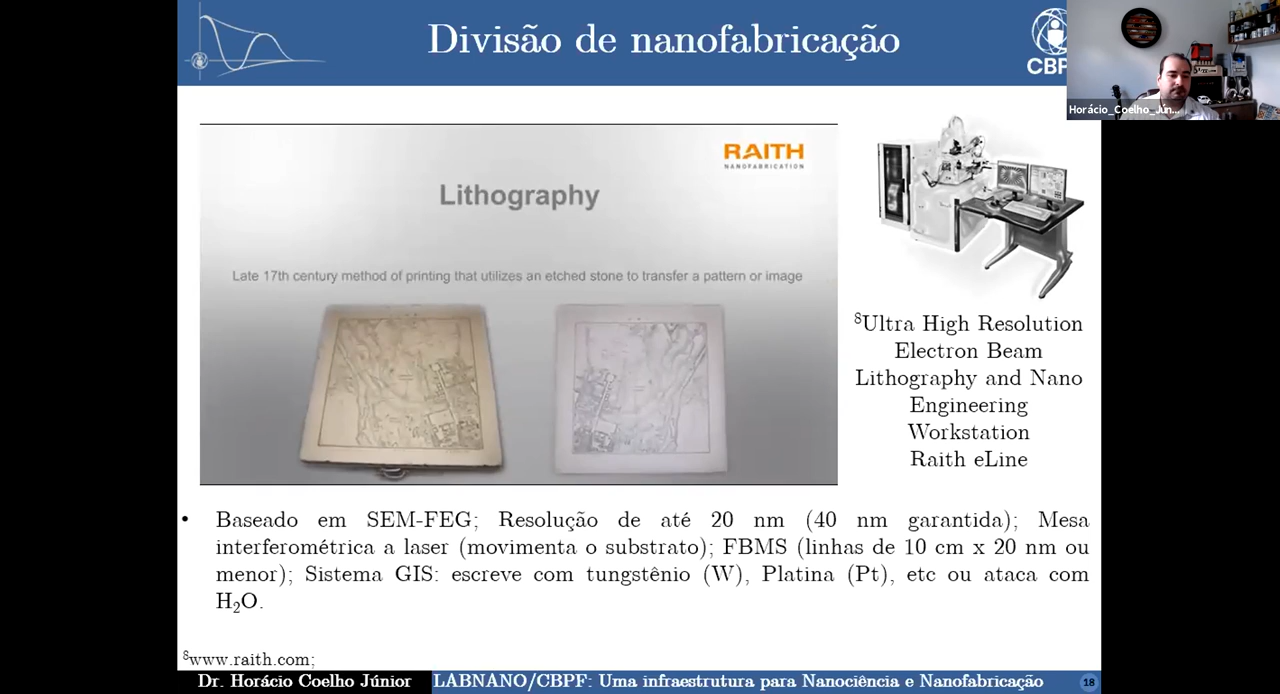 Divisão de nanofabricação
CBPF
Horácio_Coelho_Jún...
RAITH
NANOFABRICATION
Lithography
Late 17th century method of printing that utilizes an etched stone to transfer a pattern or image
⁸Ultra High Resolution
Electron Beam
Lithography and Nano
Engineering
Workstation
Raith eLine
• Baseado em SEM-FEG; Resolução de até 20 nm (40 nm garantida); Mesa
interferométrica a laser (movimenta o substrato); FBMS (linhas de 10 cm x 20 nm ou
menor); Sistema GIS: escreve com tungstênio (W), Platina (Pt), etc ou ataca com
H₂O.
⁸www.raith.com;
Dr. Horácio Coelho Júnior
LABNANO/CBPF: Uma infraestrutura para Nanociência e Nanofabricação
18